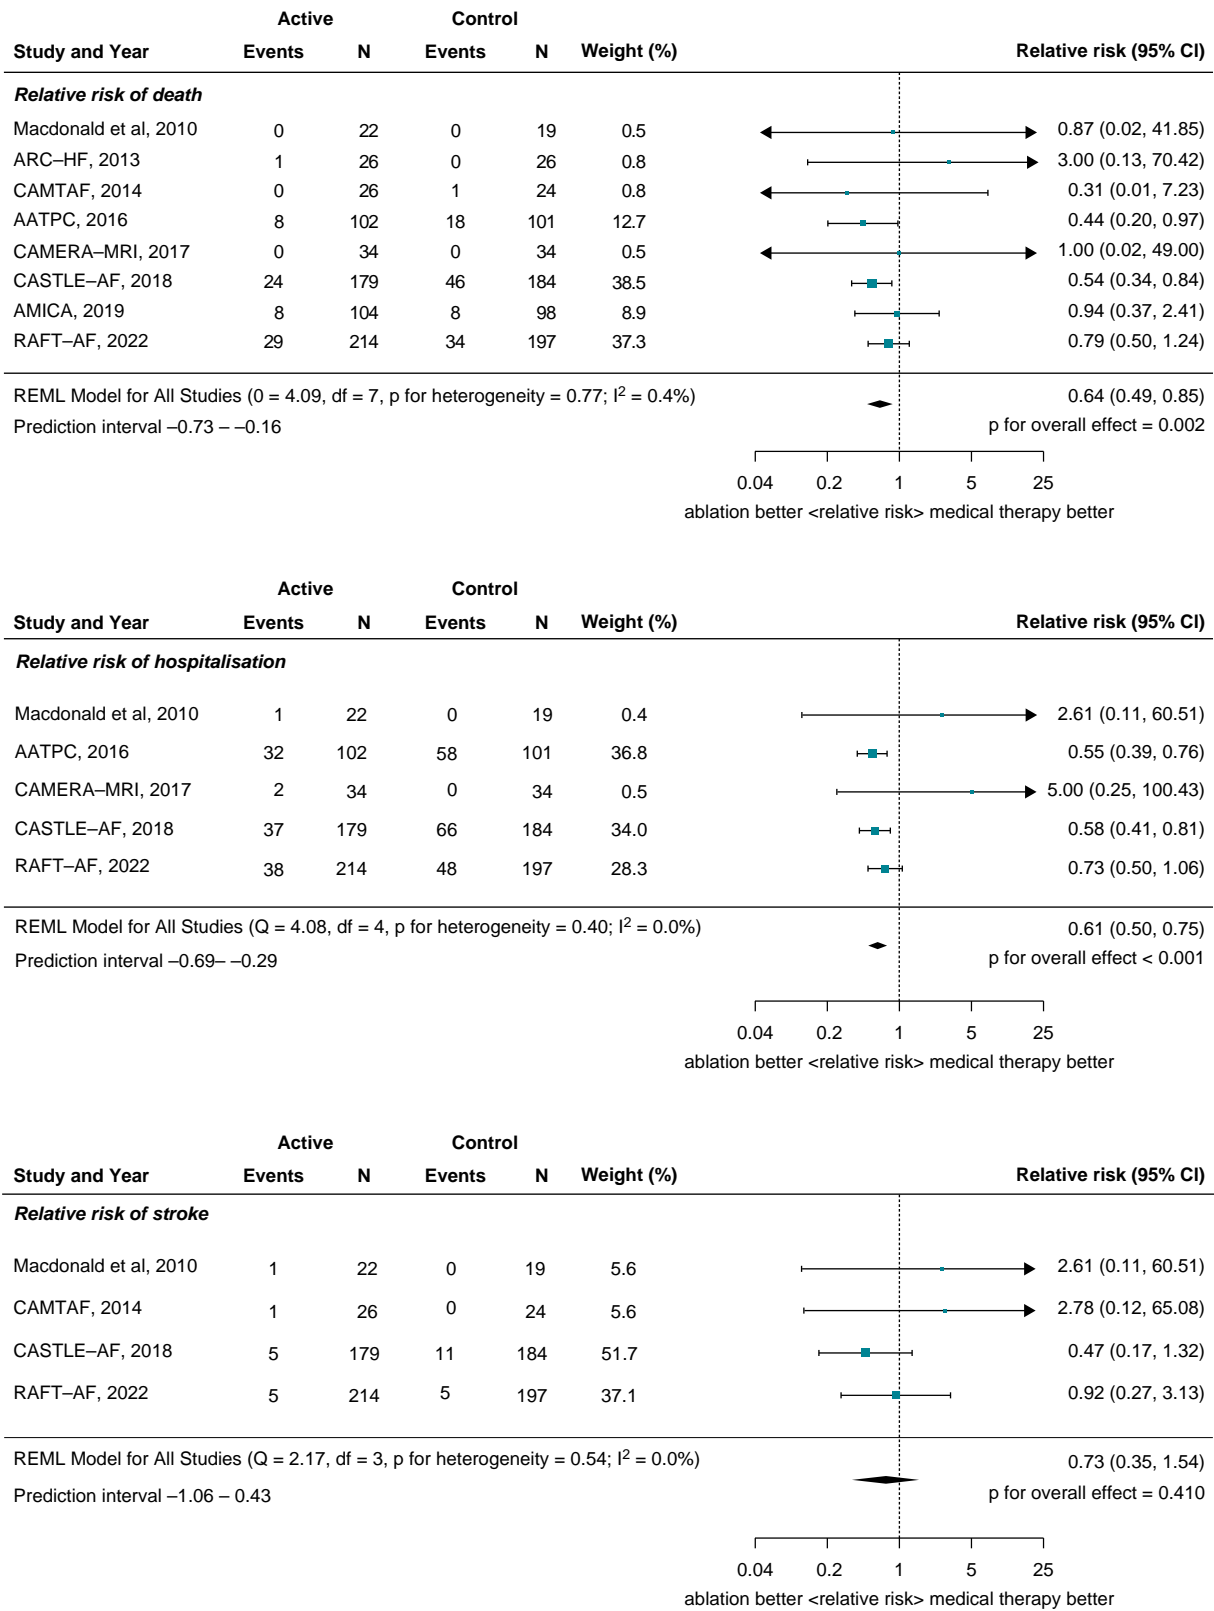 Active Control
Study and Year Events N Events N Weight (%) Relative risk (95% CI)
Relative risk of death
Macdonald et al, 2010 0 22 0 19 0.5 0.87 (0.02, 41.85)
ARC–HF, 2013 1 26 0 26 0.8 3.00 (0.13, 70.42)
CAMTAF, 2014 0 26 1 24 0.8 0.31 (0.01, 7.23)
AATPC, 2016 8 102 18 101 12.7 0.44 (0.20, 0.97)
CAMERA–MRI, 2017 0 34 0 34 0.5 1.00 (0.02, 49.00)
CASTLE–AF, 2018 24 179 46 184 38.5 0.54 (0.34, 0.84)
AMICA, 2019 8 104 8 98 8.9 0.94 (0.37, 2.41)
RAFT–AF, 2022 29 214 34 197 37.3 0.79 (0.50, 1.24)
REML Model for All Studies (0 = 4.09, df = 7, p for heterogeneity = 0.77; I² = 0.4%) 0.64 (0.49, 0.85)
Prediction interval –0.73 – –0.16 p for overall effect = 0.002
0.04 0.2 1 5 25
ablation better <relative risk> medical therapy better
Active Control
Study and Year Events N Events N Weight (%) Relative risk (95% CI)
Relative risk of hospitalisation
Macdonald et al, 2010 1 22 0 19 0.4 2.61 (0.11, 60.51)
AATPC, 2016 32 102 58 101 36.8 0.55 (0.39, 0.76)
CAMERA–MRI, 2017 2 34 0 34 0.5 5.00 (0.25, 100.43)
CASTLE–AF, 2018 37 179 66 184 34.0 0.58 (0.41, 0.81)
RAFT–AF, 2022 38 214 48 197 28.3 0.73 (0.50, 1.06)
REML Model for All Studies (Q = 4.08, df = 4, p for heterogeneity = 0.40; I² = 0.0%) 0.61 (0.50, 0.75)
Prediction interval –0.69– –0.29 p for overall effect < 0.001
0.04 0.2 1 5 25
ablation better <relative risk> medical therapy better
Active Control
Study and Year Events N Events N Weight (%) Relative risk (95% CI)
Relative risk of stroke
Macdonald et al, 2010 1 22 0 19 5.6 2.61 (0.11, 60.51)
CAMTAF, 2014 1 26 0 24 5.6 2.78 (0.12, 65.08)
CASTLE–AF, 2018 5 179 11 184 51.7 0.47 (0.17, 1.32)
RAFT–AF, 2022 5 214 5 197 37.1 0.92 (0.27, 3.13)
REML Model for All Studies (Q = 2.17, df = 3, p for heterogeneity = 0.54; I² = 0.0%) 0.73 (0.35, 1.54)
Prediction interval –1.06 – 0.43 p for overall effect = 0.410
0.04 0.2 1 5 25
ablation better <relative risk> medical therapy better